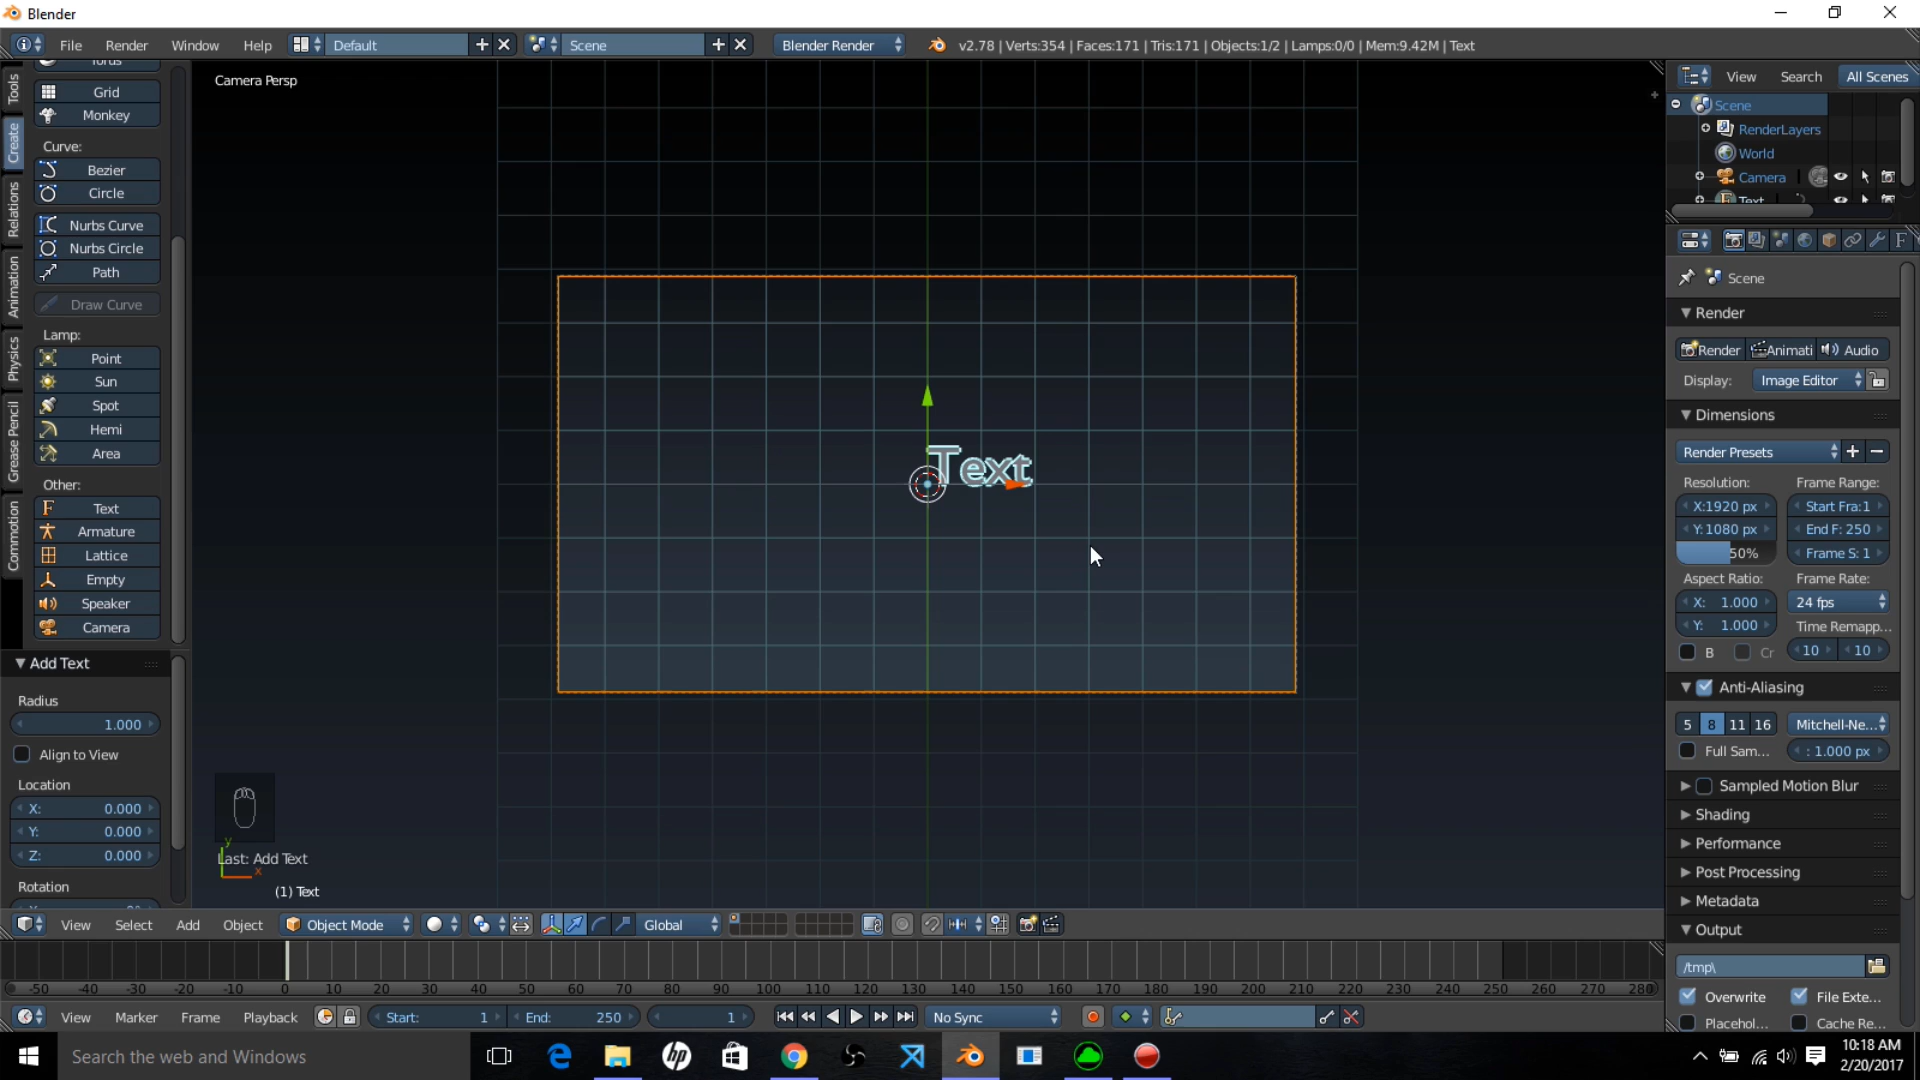 Blender
File Render Window Help Default Scene Blender Render v2.78 | Verts:354 | Faces:171 | Tris:171 | Objects:1/2 | Lamps:0/0 | Mem:9.42M | Text
Tools
Create
Relations
Animation
Physics
Grease Pencil
Commotion
Torus
Grid
Monkey
Curve:
Bezier
Circle
Nurbs Curve
Nurbs Circle
Path
Draw Curve
Lamp:
Point
Sun
Spot
Hemi
Area
Other:
Text
Armature
Lattice
Empty
Speaker
Camera
Add Text
Radius
1.000
Align to View
Location
X: 0.000
Y: 0.000
Z: 0.000
Rotation
Camera Persp
Text
y
x
Last: Add Text
(1) Text
View Search All Scenes
Scene
RenderLayers
World
Camera
Text
Scene
Render
Render Animati Audio
Display: Image Editor
Dimensions
Render Presets
Resolution: Frame Range:
X:1920 px Start Fra:1
Y:1080 px End F: 250
50% Frame S: 1
Aspect Ratio: Frame Rate:
X: 1.000 24 fps
Y: 1.000 Time Remapp...
B Cr 10 10
Anti-Aliasing
5 8 11 16 Mitchell-Ne...
Full Sam... : 1.000 px
Sampled Motion Blur
Shading
Performance
Post Processing
Metadata
Output
/tmp\
Overwrite File Exte...
Placehol... Cache Re...
View Select Add Object Object Mode Global
-50 -40 -30 -20 -10 0 10 20 30 40 50 60 70 80 90 100 110 120 130 140 150 160 170 180 190 200 210 220 230 240 250 260 270 280
View Marker Frame Playback Start: 1 End: 250 1 No Sync
Search the web and Windows
10:18 AM
2/20/2017